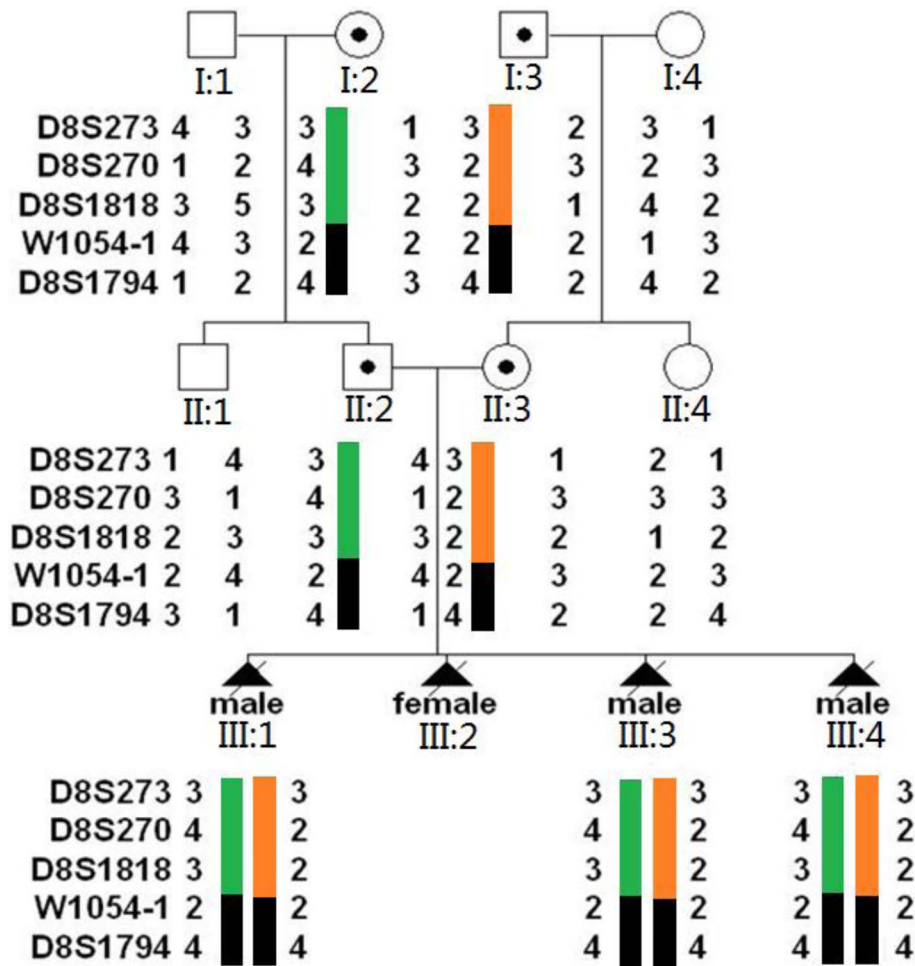 I:1 I:2 I:3 I:4
D8S273 4 3 3 1 3 2 3 1
D8S270 1 2 4 3 2 3 2 3
D8S1818 3 5 3 2 2 1 4 2
W1054-1 4 3 2 2 2 2 1 3
D8S1794 1 2 4 3 4 2 4 2
II:1 II:2 II:3 II:4
D8S273 1 4 3 4 3 1 2 1
D8S270 3 1 4 1 2 3 3 3
D8S1818 2 3 3 3 2 2 1 2
W1054-1 2 4 2 4 2 3 2 3
D8S1794 3 1 4 1 4 2 2 4
male female male male
III:1 III:2 III:3 III:4
D8S273 3 3 3 3 3 3
D8S270 4 2 4 2 4 2
D8S1818 3 2 3 2 3 2
W1054-1 2 2 2 2 2 2
D8S1794 4 4 4 4 4 4